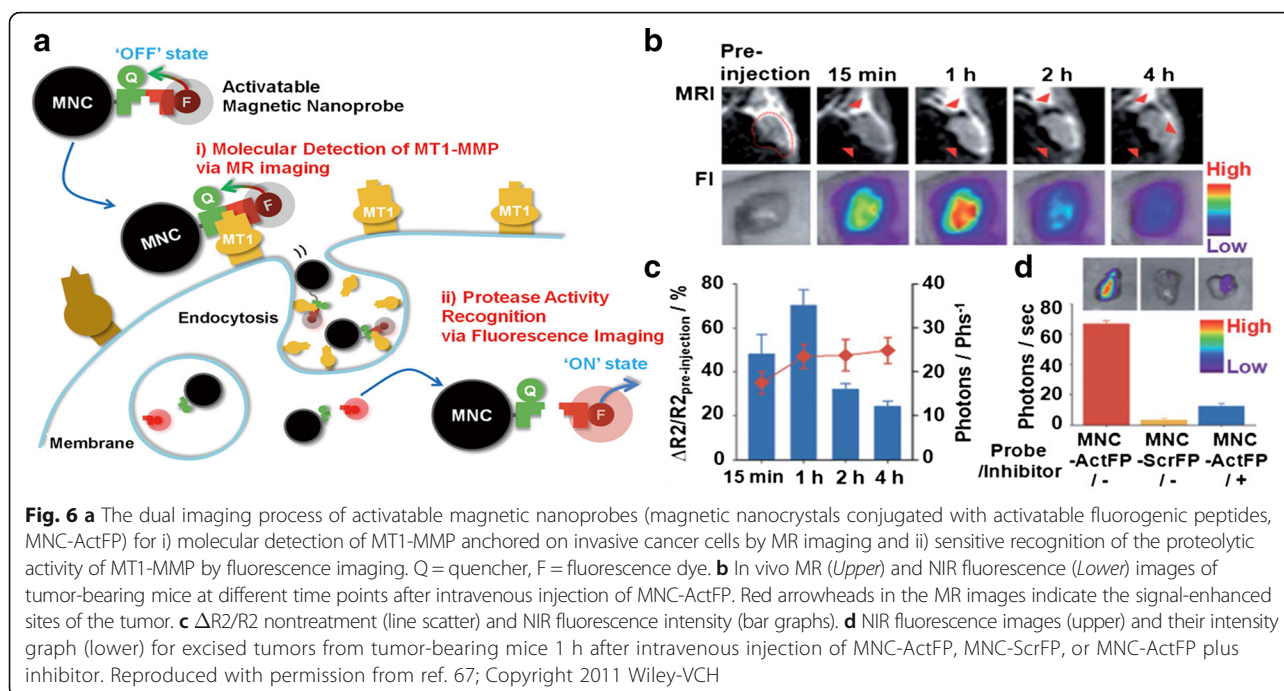 a
'OFF' state
Q
MNC
F
Activatable
Magnetic Nanoprobe
i) Molecular Detection of MT1-MMP
via MR imaging
Q
F
MNC
MT1
MT1
MT1
Endocytosis
ii) Protease Activity
Recognition
via Fluorescence Imaging
'ON' state
Q
MNC
F
Membrane
b
Pre-
injection 15 min 1 h 2 h 4 h
MRI
FI
High
Low
c
ΔR2/R2pre-injection / %
80
60
40
20
0
40
30
20
10
0
Photons / Phs⁻¹
15 min 1 h 2 h 4 h
d
High
Low
Photons / sec
80
60
40
20
0
Probe
/Inhibitor
MNC MNC MNC
-ActFP -ScrFP -ActFP
/ - / - / +
Fig. 6 a The dual imaging process of activatable magnetic nanoprobes (magnetic nanocrystals conjugated with activatable fluorogenic peptides,
MNC-ActFP) for i) molecular detection of MT1-MMP anchored on invasive cancer cells by MR imaging and ii) sensitive recognition of the proteolytic
activity of MT1-MMP by fluorescence imaging. Q = quencher, F = fluorescence dye. b In vivo MR (Upper) and NIR fluorescence (Lower) images of
tumor-bearing mice at different time points after intravenous injection of MNC-ActFP. Red arrowheads in the MR images indicate the signal-enhanced
sites of the tumor. c ΔR2/R2 nontreatment (line scatter) and NIR fluorescence intensity (bar graphs). d NIR fluorescence images (upper) and their intensity
graph (lower) for excised tumors from tumor-bearing mice 1 h after intravenous injection of MNC-ActFP, MNC-ScrFP, or MNC-ActFP plus
inhibitor. Reproduced with permission from ref. 67; Copyright 2011 Wiley-VCH